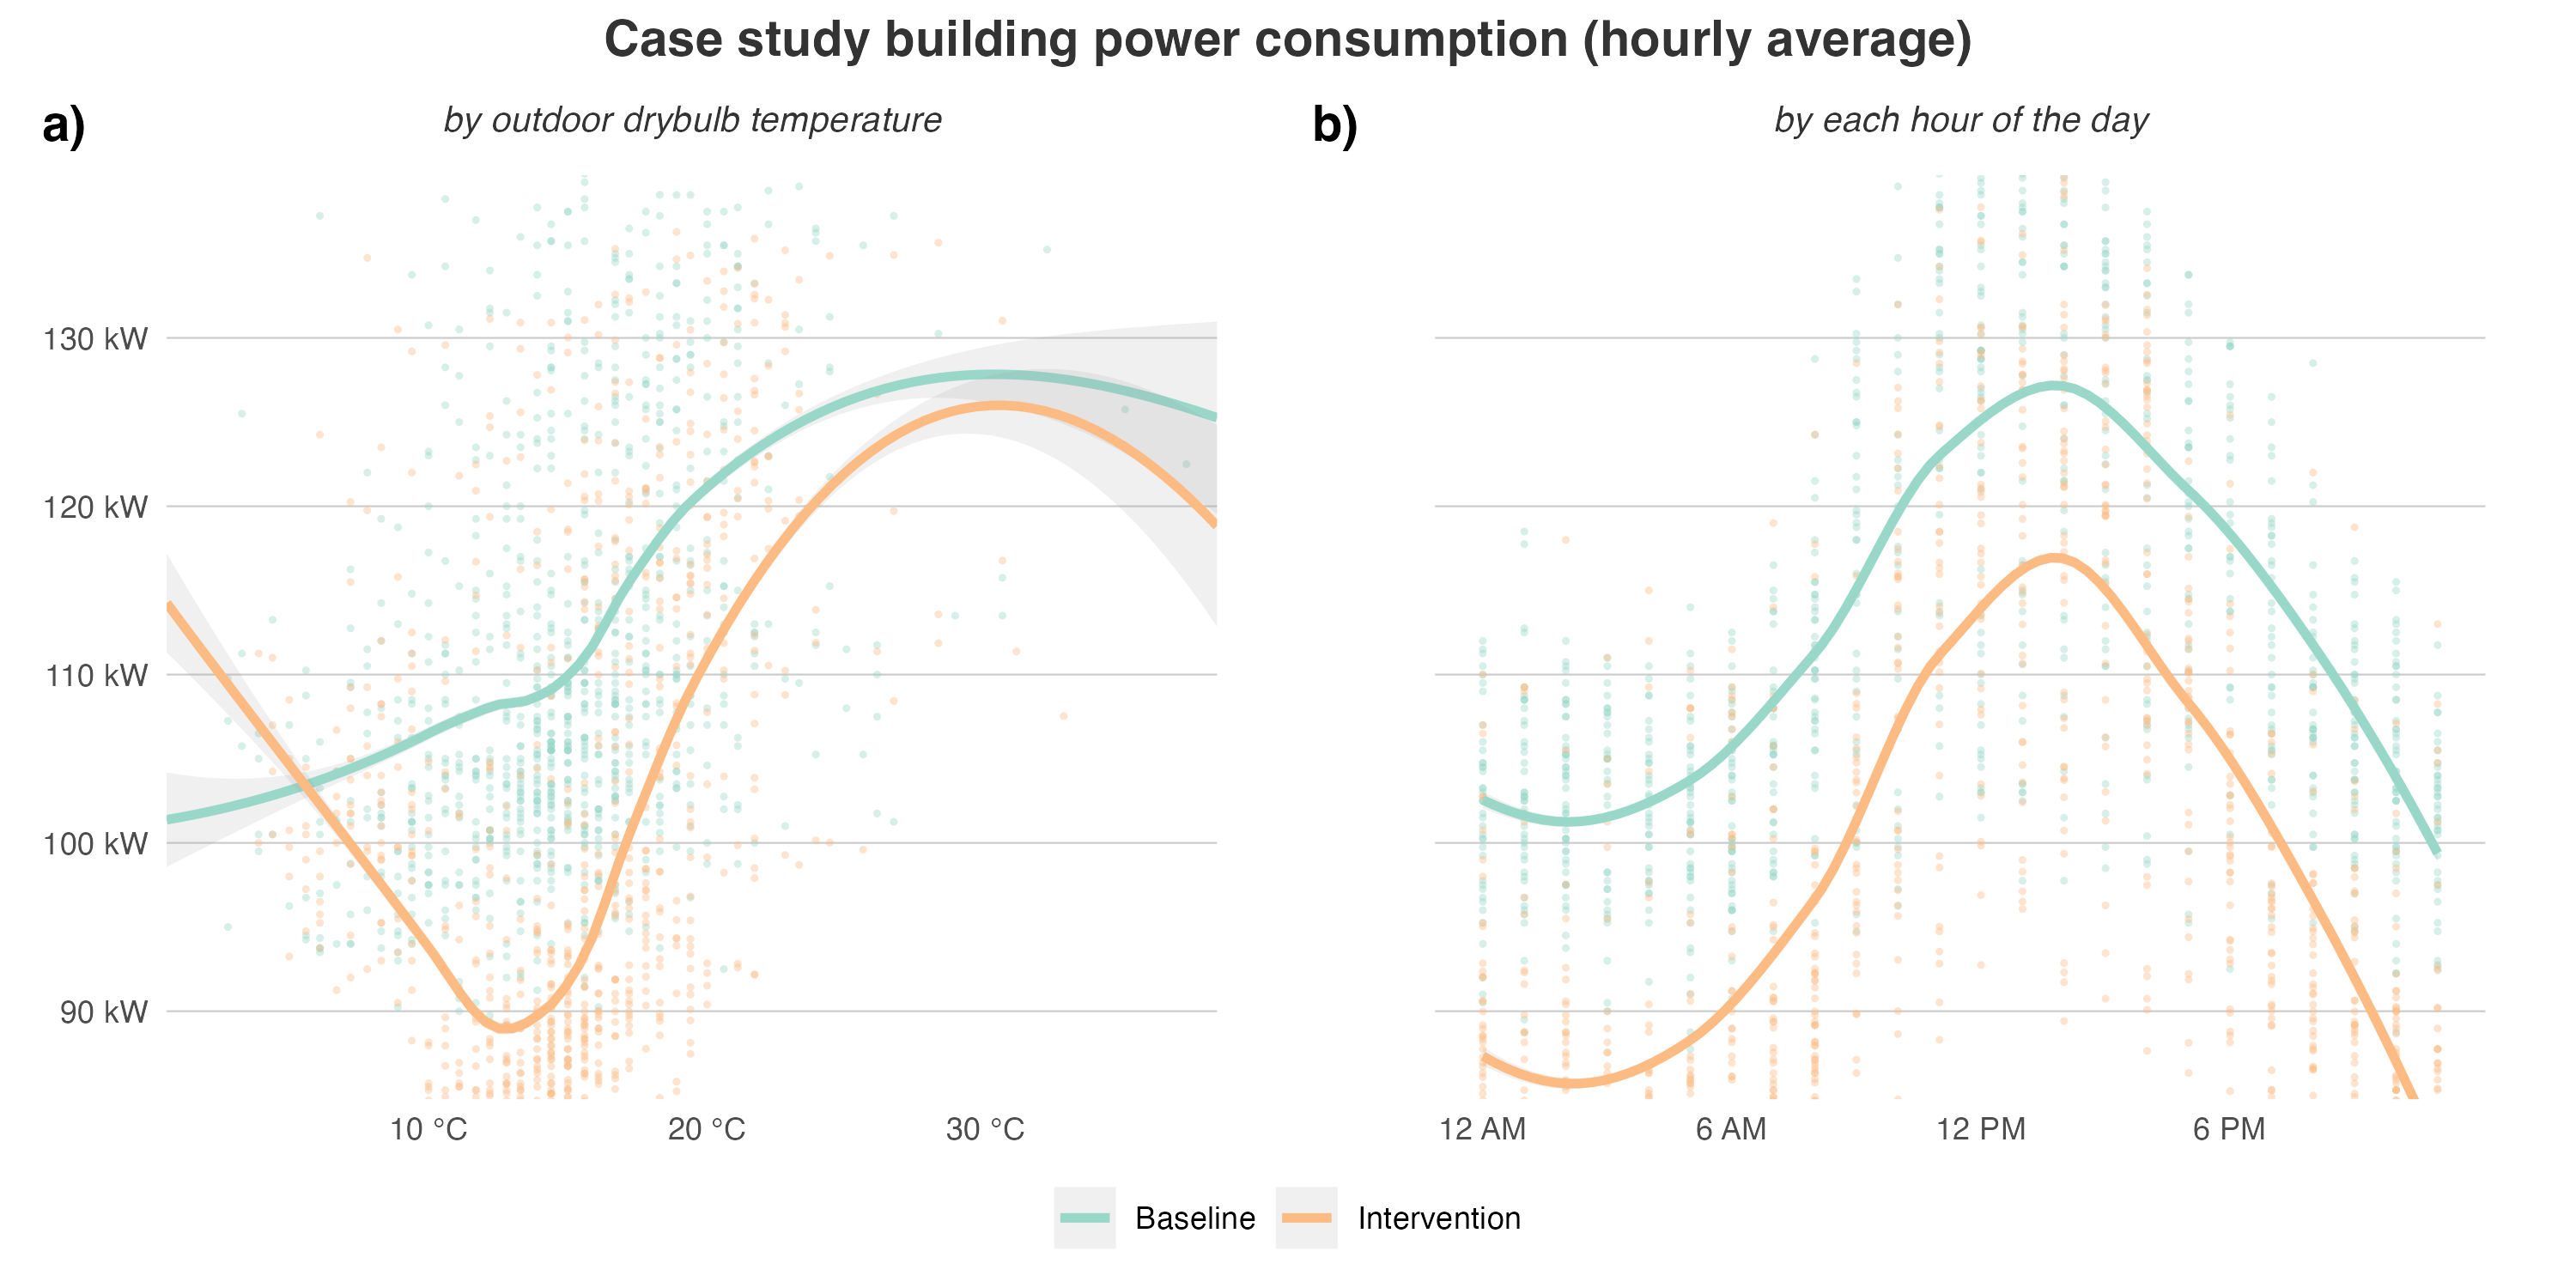 Case study building power consumption (hourly average)
a)
by outdoor drybulb temperature
130 kW
120 kW
110 kW
100 kW
90 kW
10 °C 20 °C 30 °C
b)
by each hour of the day
12 AM 6 AM 12 PM 6 PM
Baseline Intervention